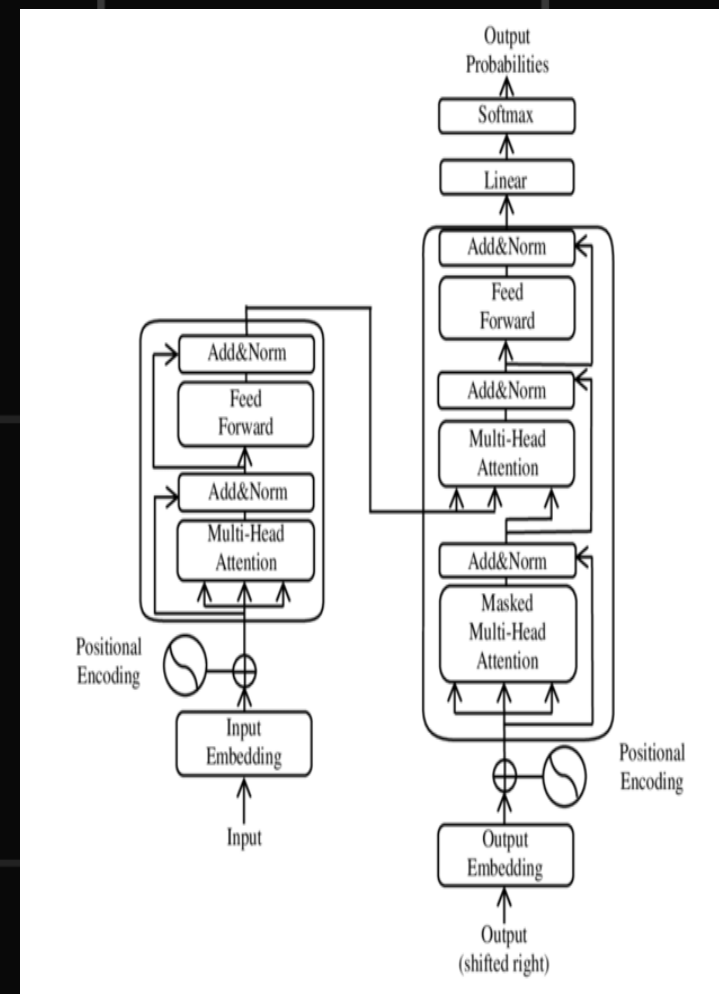 Output
Probabilities
Softmax
Linear
Add&Norm
Feed
Forward
Add&Norm
Multi-Head
Attention
Add&Norm
Masked
Multi-Head
Attention
Positional
Encoding
Output
Embedding
Output
(shifted right)
Add&Norm
Feed
Forward
Add&Norm
Multi-Head
Attention
Positional
Encoding
Input
Embedding
Input